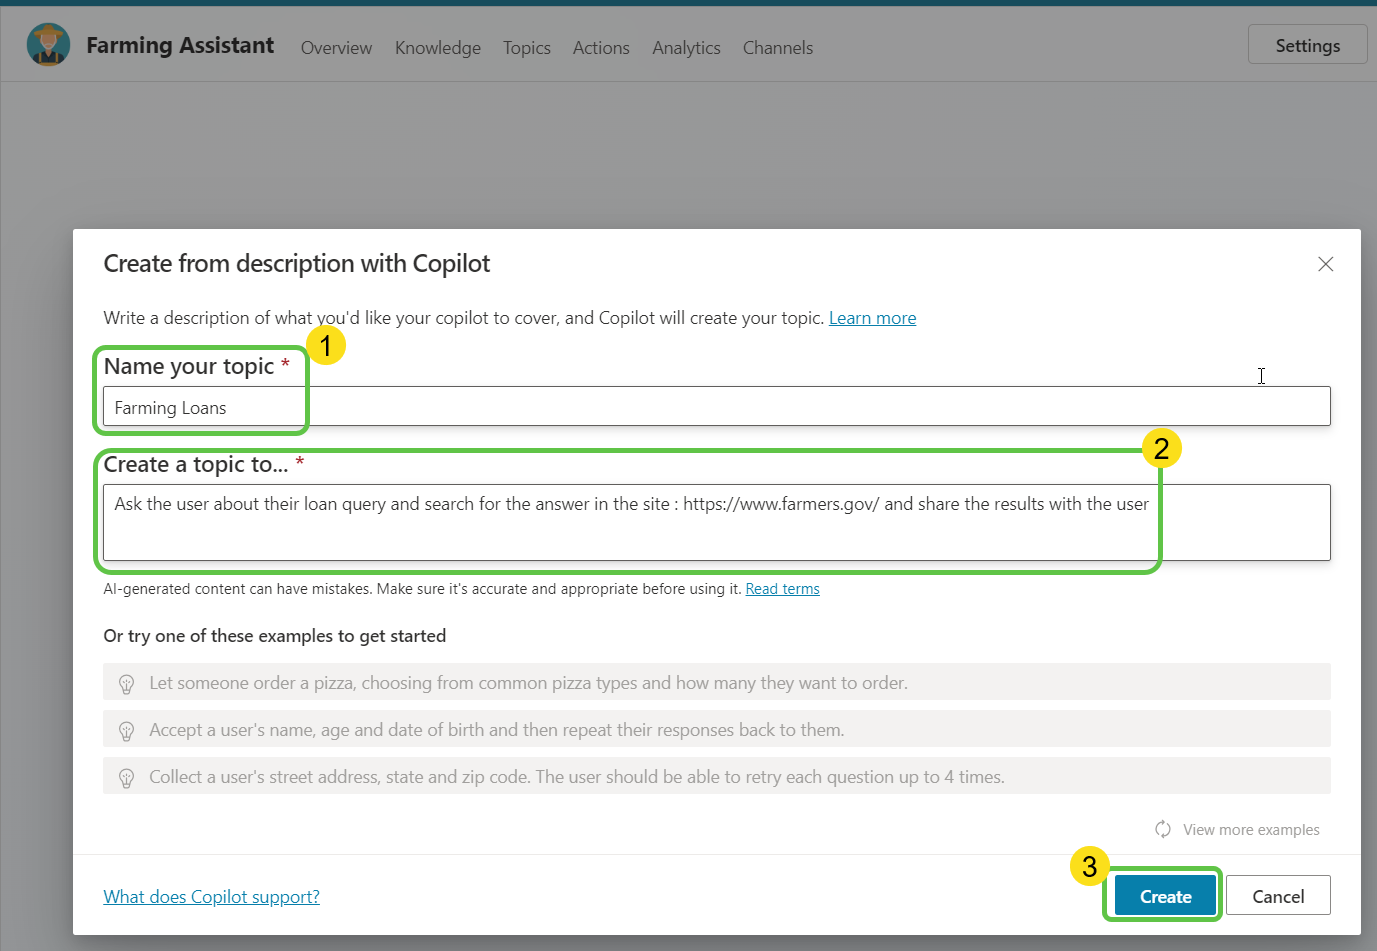 Farming Assistant Overview Knowledge Topics Actions Analytics Channels Settings
Create from description with Copilot
Write a description of what you'd like your copilot to cover, and Copilot will create your topic. Learn more
1
Name your topic *
Farming Loans
2
Create a topic to... *
Ask the user about their loan query and search for the answer in the site : https://www.farmers.gov/ and share the results with the user
AI-generated content can have mistakes. Make sure it's accurate and appropriate before using it. Read terms
Or try one of these examples to get started
Let someone order a pizza, choosing from common pizza types and how many they want to order.
Accept a user's name, age and date of birth and then repeat their responses back to them.
Collect a user's street address, state and zip code. The user should be able to retry each question up to 4 times.
View more examples
3
What does Copilot support? Create Cancel